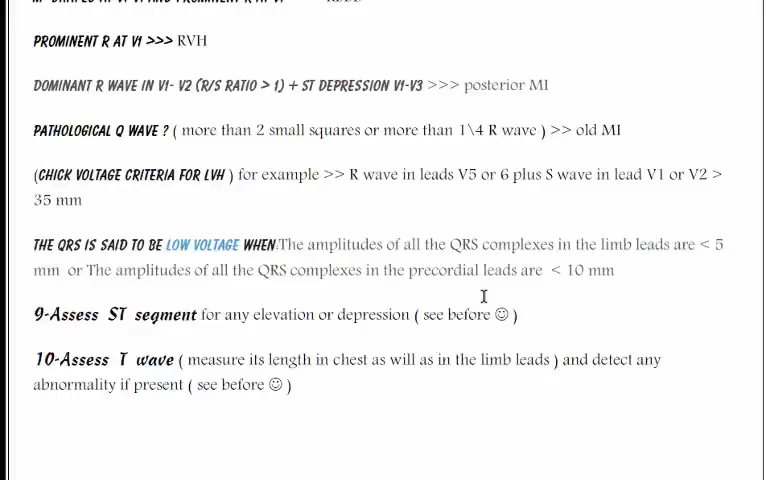 PROMINENT R AT V1 >>> RVH
DOMINANT R WAVE IN V1- V2 (R/S RATIO > 1) + ST DEPRESSION V1-V3 >>> posterior MI
PATHOLOGICAL Q WAVE ? ( more than 2 small squares or more than 1\4 R wave ) >> old MI
(CHICK VOLTAGE CRITERIA FOR LVH ) for example >> R wave in leads V5 or 6 plus S wave in lead V1 or V2 >
35 mm
THE QRS IS SAID TO BE LOW VOLTAGE WHEN:The amplitudes of all the QRS complexes in the limb leads are < 5
mm or The amplitudes of all the QRS complexes in the precordial leads are < 10 mm
9-Assess ST segment for any elevation or depression ( see before ☺ )
10-Assess T wave ( measure its length in chest as will as in the limb leads ) and detect any
abnormality if present ( see before ☺ )